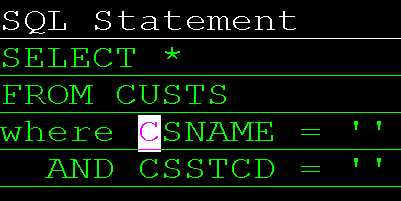 SQL Statement
SELECT *
FROM CUSTS
where CSNAME = ''
AND CSSTCD = ''